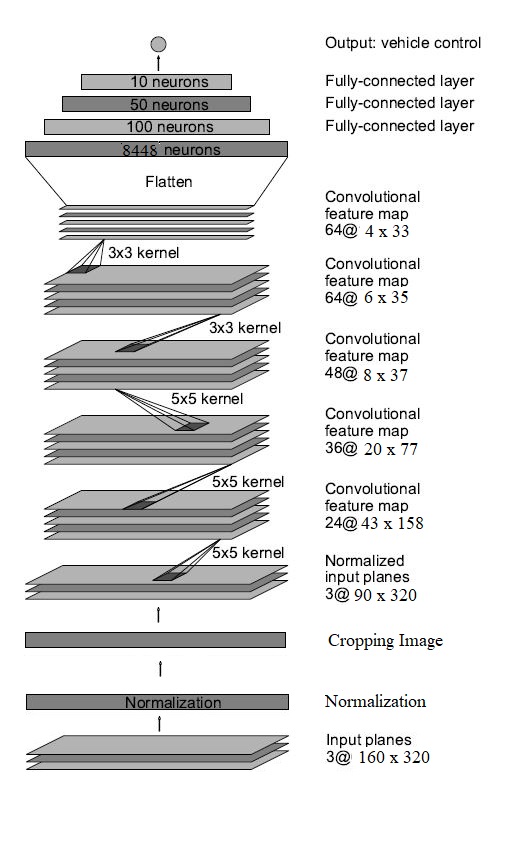 Output: vehicle control
10 neurons
Fully-connected layer
50 neurons
Fully-connected layer
100 neurons
Fully-connected layer
8448 neurons
Flatten
Convolutional
feature map
64@ 4 x 33
3x3 kernel
Convolutional
feature map
64@ 6 x 35
3x3 kernel
Convolutional
feature map
48@ 8 x 37
5x5 kernel
Convolutional
feature map
36@ 20 x 77
5x5 kernel
Convolutional
feature map
24@ 43 x 158
5x5 kernel
Normalized
input planes
3@ 90 x 320
Cropping Image
Normalization
Normalization
Input planes
3@ 160 x 320